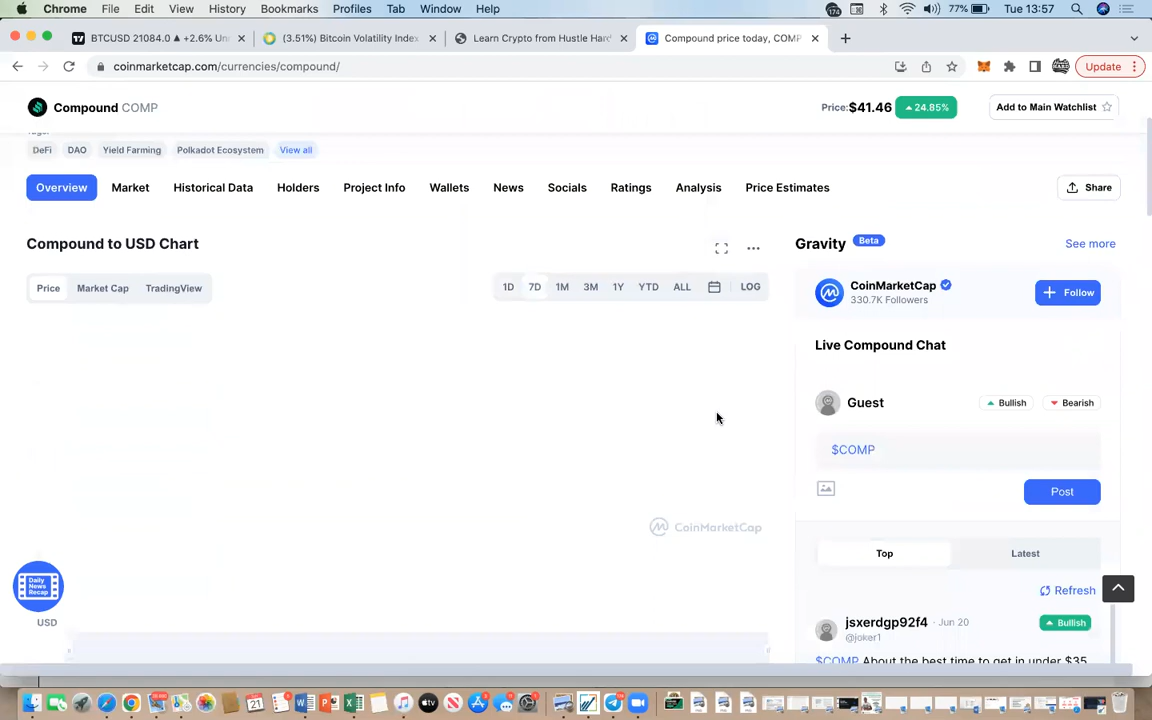 Chrome File Edit View History Bookmarks Profiles Tab Window Help 77% Tue 13:57
BTCUSD 21084.0 ▲ +2.6% Un
(3.51%) Bitcoin Volatility Index
Learn Crypto from Hustle Hard
Compound price today, COMP
coinmarketcap.com/currencies/compound/
Update
Compound COMP
Price:$41.46
24.85%
Add to Main Watchlist
DeFi
DAO
Yield Farming
Polkadot Ecosystem
View all
Overview
Market
Historical Data
Holders
Project Info
Wallets
News
Socials
Ratings
Analysis
Price Estimates
Share
Compound to USD Chart
Price
Market Cap
TradingView
1D 7D 1M 3M 1Y YTD ALL LOG
CoinMarketCap
Daily
News
Recap
USD
Gravity Beta
See more
CoinMarketCap
330.7K Followers
+ Follow
Live Compound Chat
Guest
Bullish
Bearish
$COMP
Post
Top
Latest
Refresh
jsxerdgp92f4 · Jun 20
@joker1
Bullish
$COMP About the best time to get in under $35